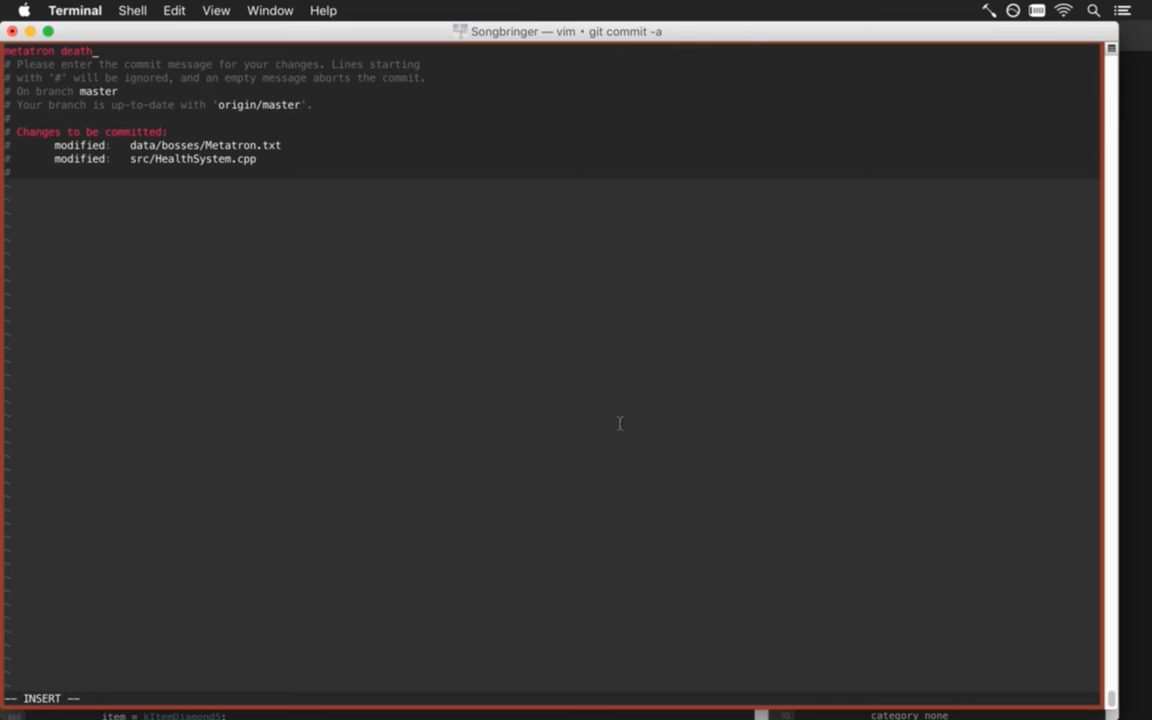 Terminal Shell Edit View Window Help
Songbringer — vim • git commit -a
metatron death_
# Please enter the commit message for your changes. Lines starting
# with '#' will be ignored, and an empty message aborts the commit.
# On branch master
# Your branch is up-to-date with 'origin/master'.
#
# Changes to be committed:
# modified: data/bosses/Metatron.txt
# modified: src/HealthSystem.cpp
#
-- INSERT --
item = kItemDiamond5; category none